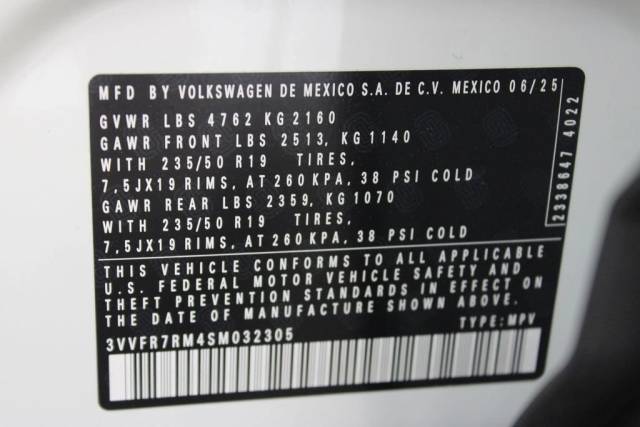 MFD BY VOLKSWAGEN DE MEXICO S.A. DE C.V. MEXICO 06/25
GVWR LBS 4762 KG 2160
GAWR FRONT LBS 2513, KG 1140
WITH 235/50 R19 TIRES,
7,5JX19 RIMS, AT 260 KPA, 38 PSI COLD
GAWR REAR LBS 2359, KG 1070
WITH 235/50 R19 TIRES,
7,5JX19 RIMS, AT 260 KPA, 38 PSI COLD
2338647 4022
THIS VEHICLE CONFORMS TO ALL APPLICABLE
U.S. FEDERAL MOTOR VEHICLE SAFETY AND
THEFT PREVENTION STANDARDS IN EFFECT ON
THE DATE OF MANUFACTURE SHOWN ABOVE.
3VVFR7RM4SM032305 TYPE: MPV